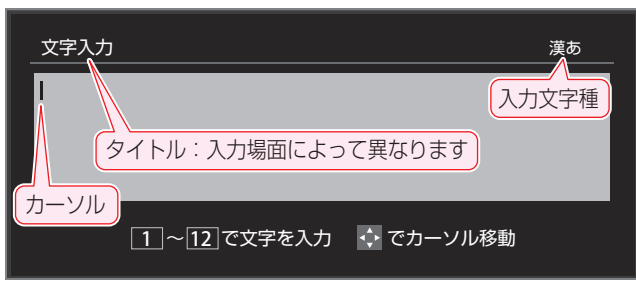 文字入力
漢あ
入力文字種
タイトル：入力場面によって異なります
カーソル
1～12で文字を入力 でカーソル移動